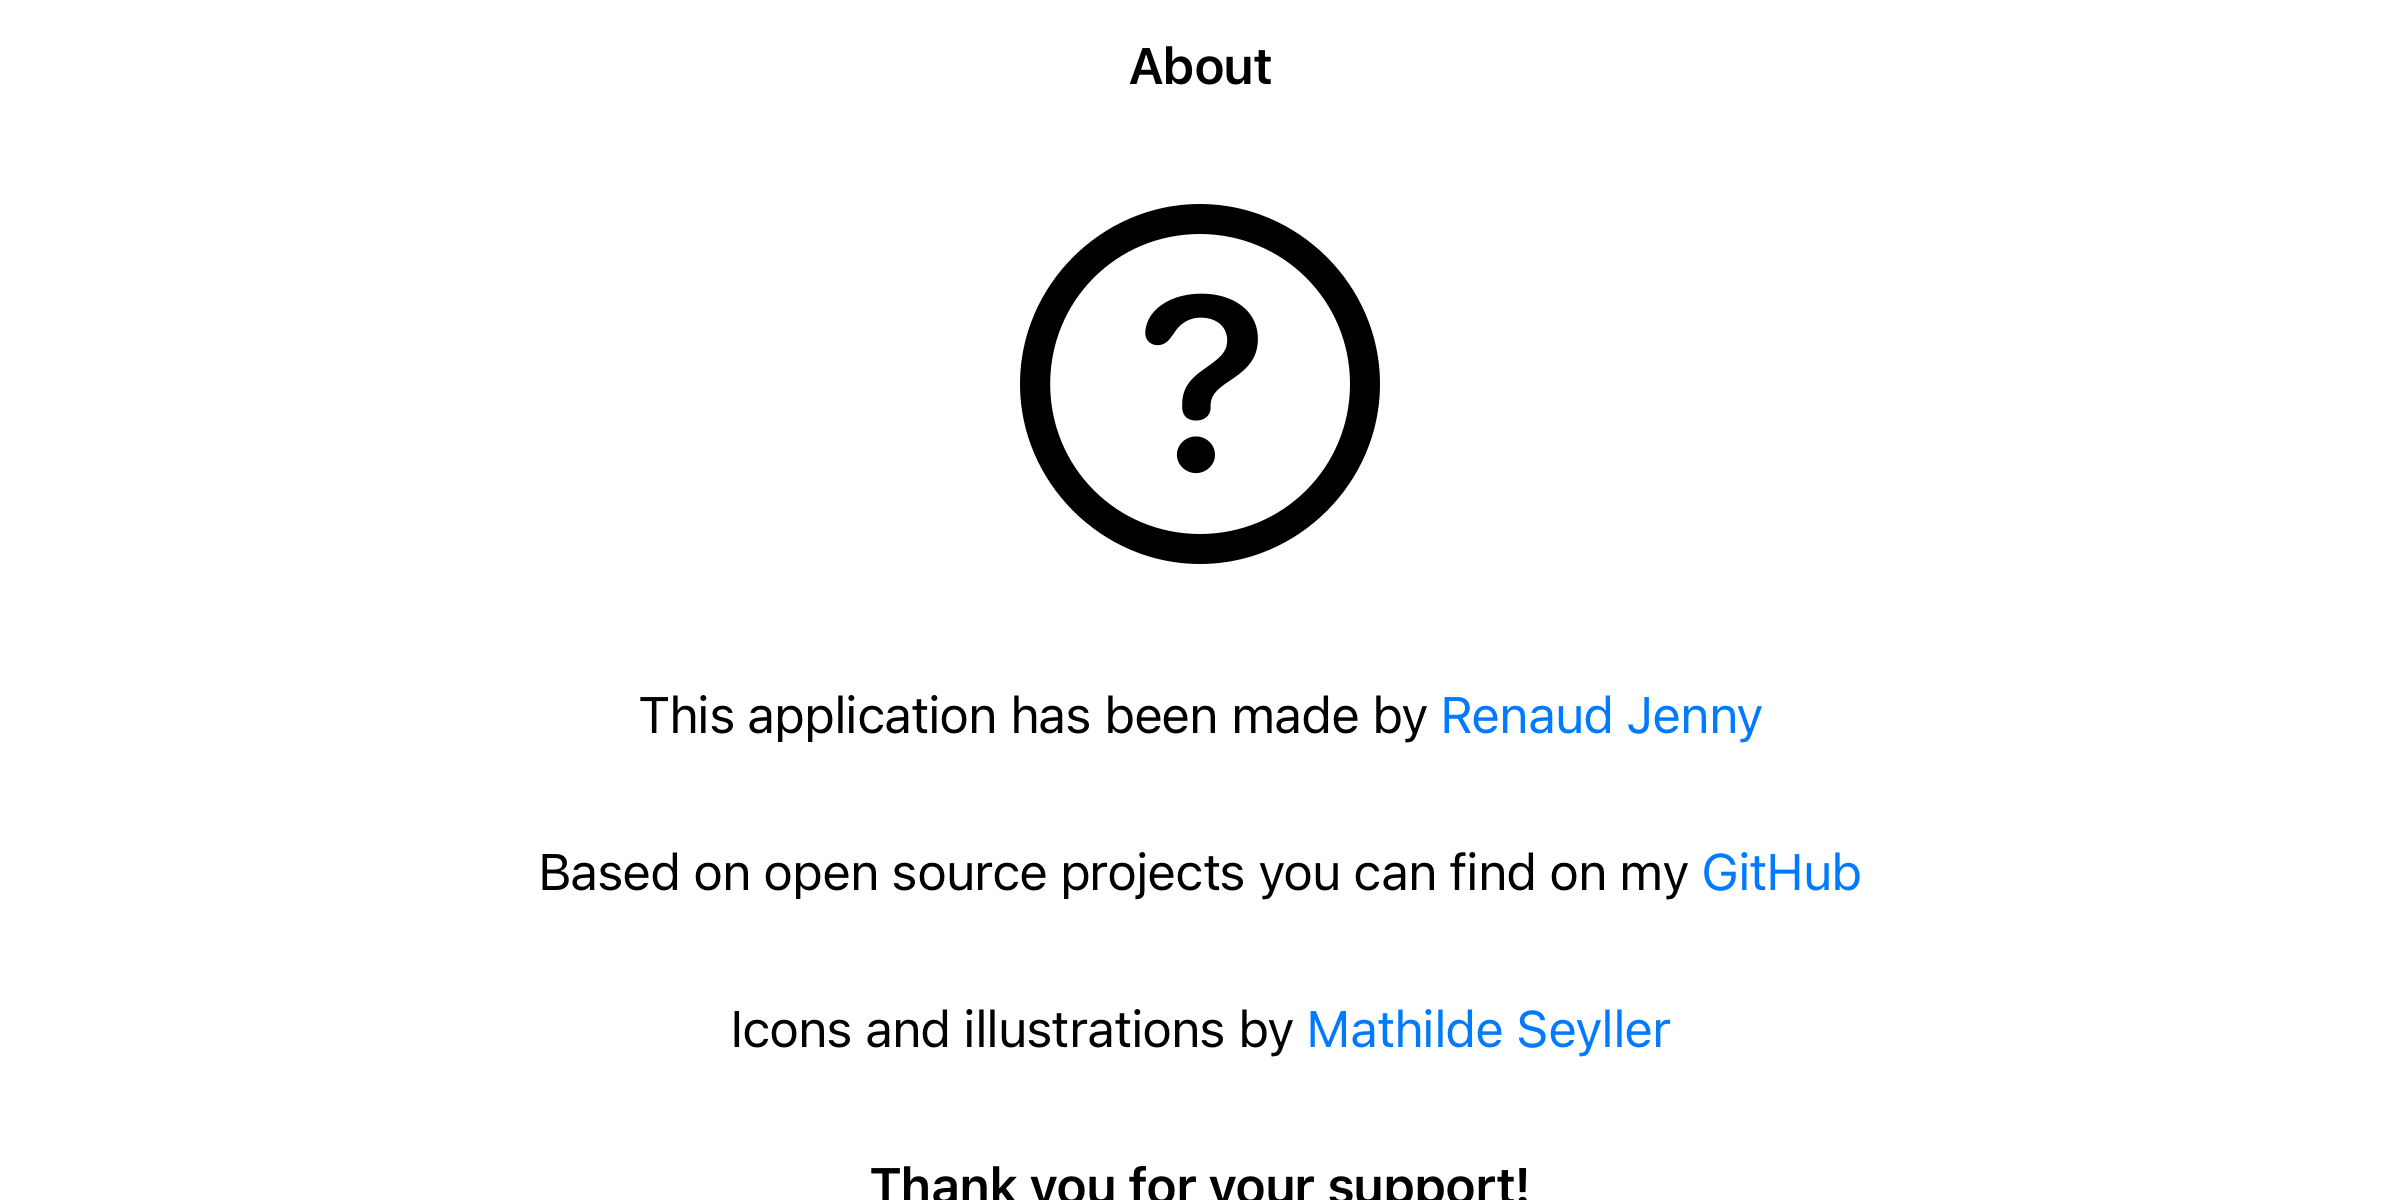 About
?
This application has been made by Renaud Jenny
Based on open source projects you can find on my GitHub
Icons and illustrations by Mathilde Seyller
Thank you for your support!